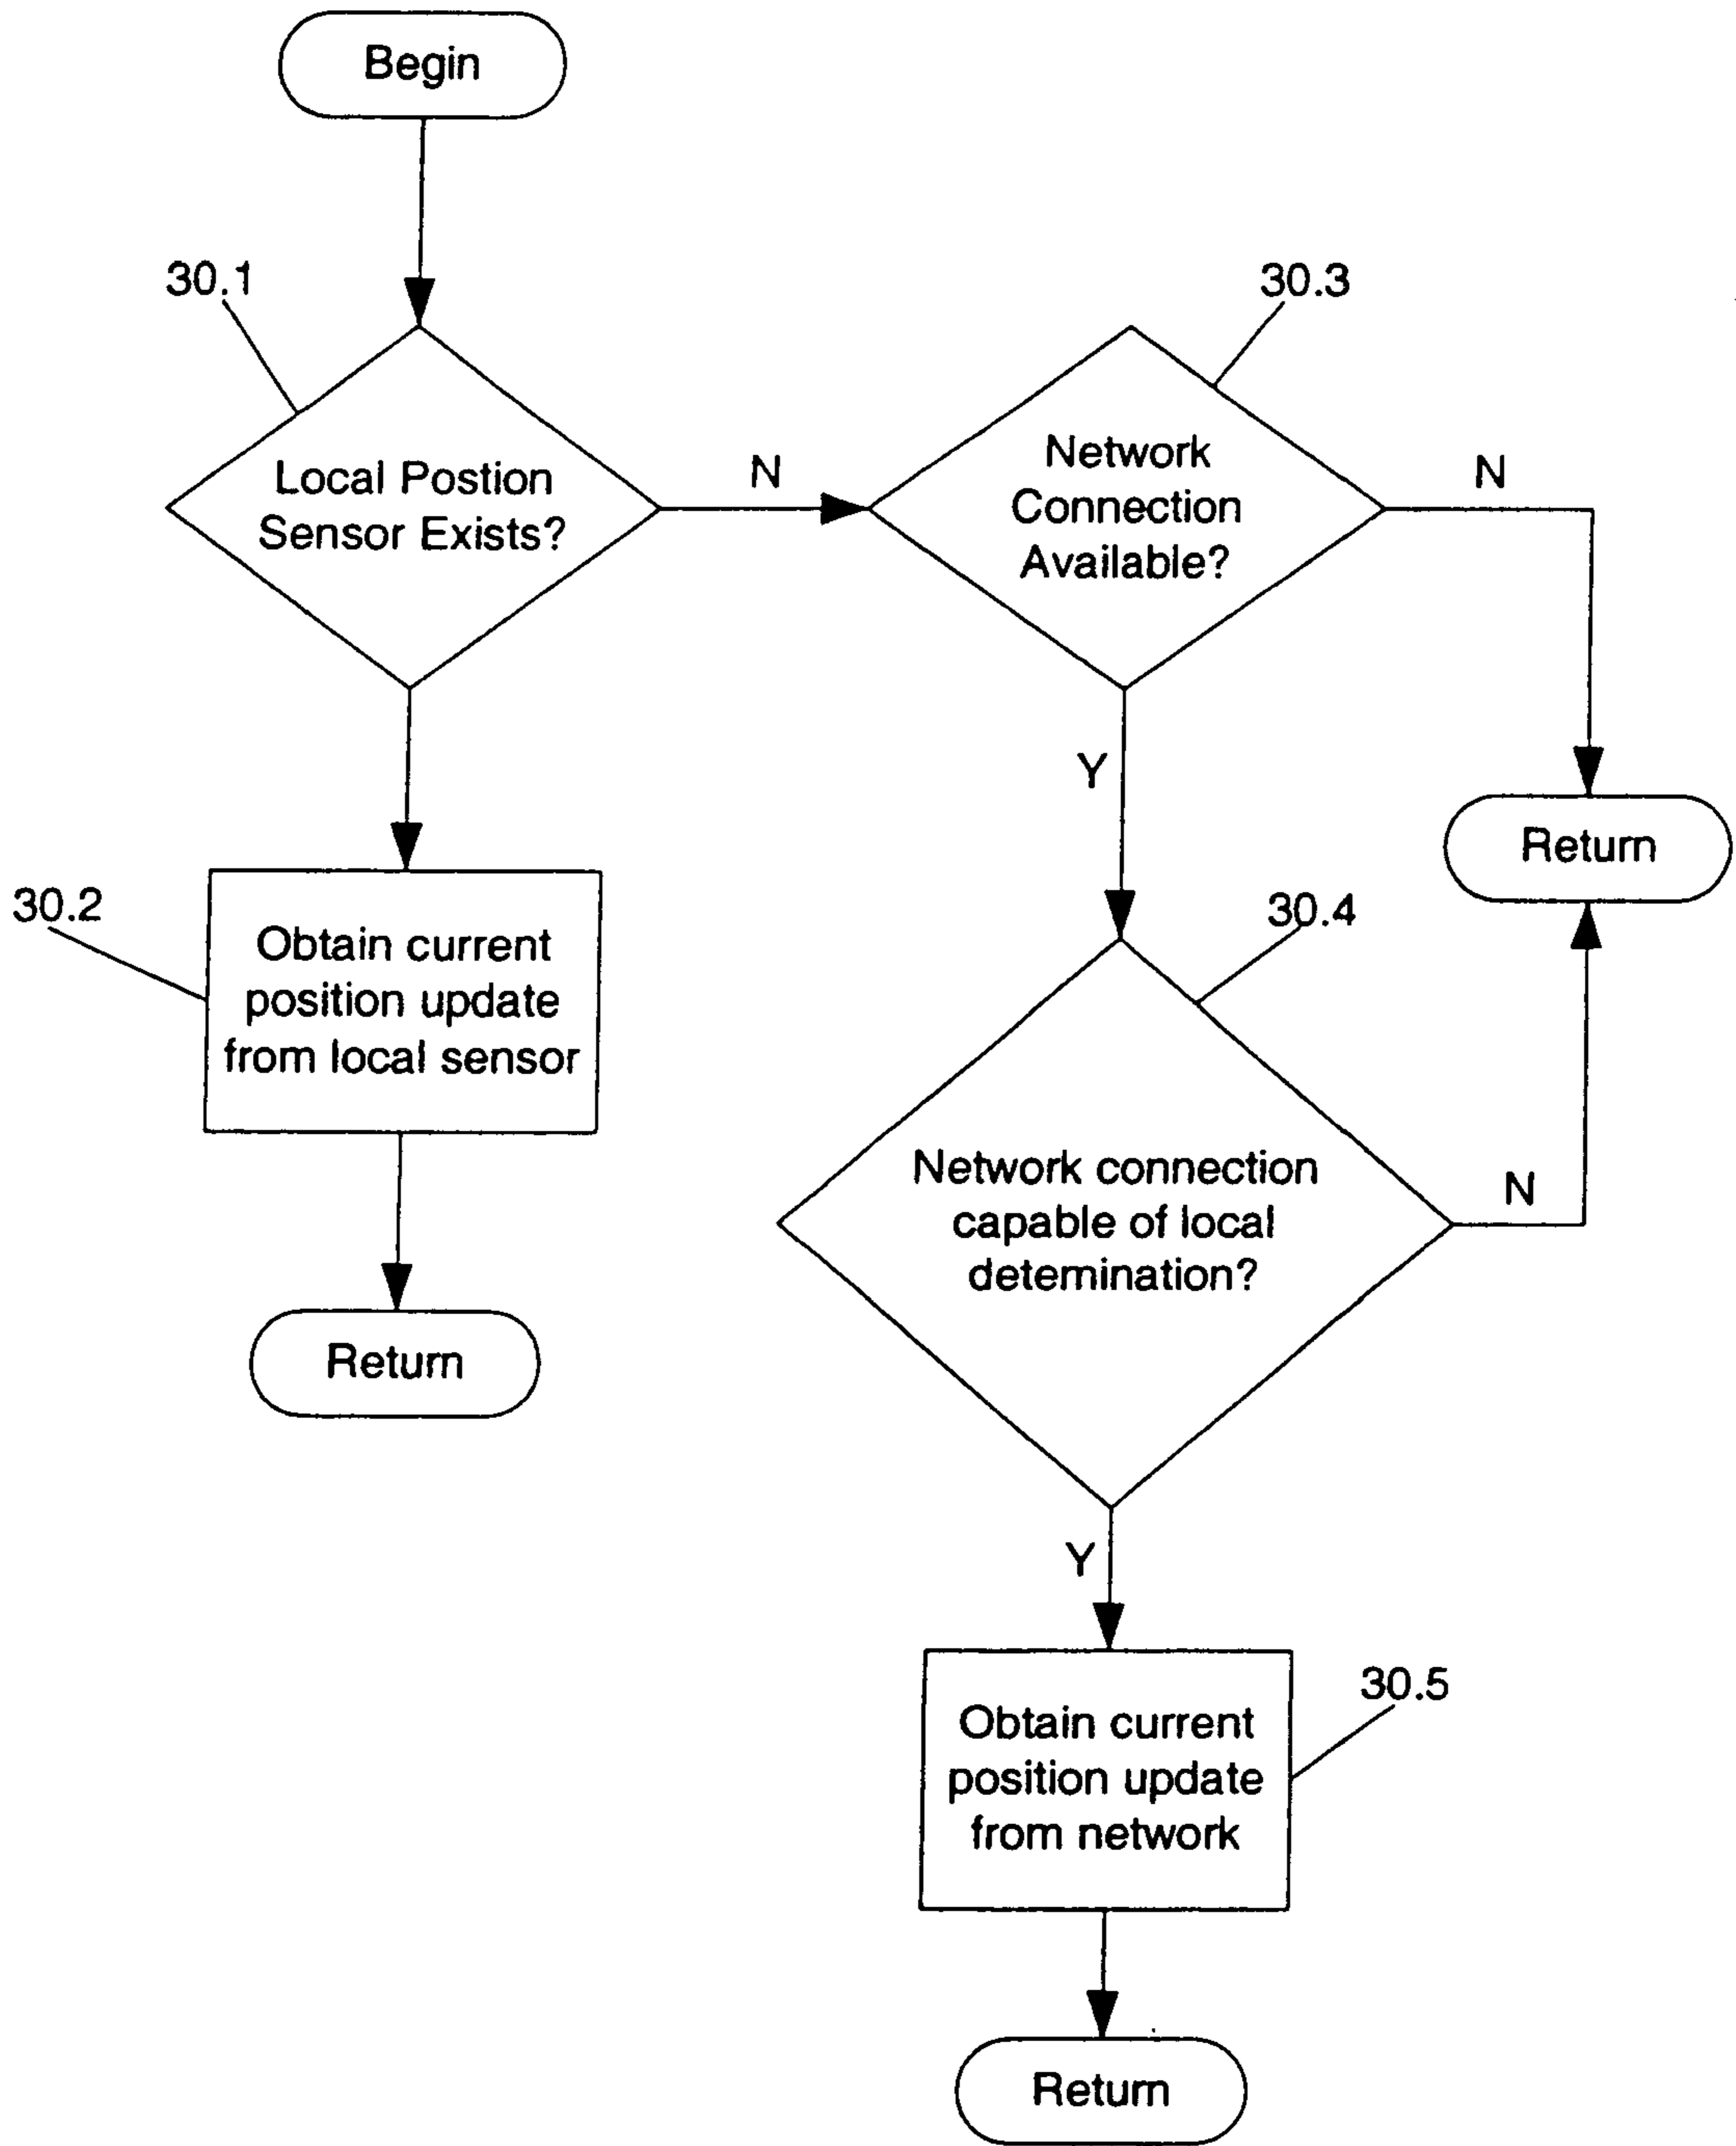 Begin
30.1
30.3
Local Postion
Sensor Exists?
N
Network
Connection
Available?
N
Y
Return
30.2
Obtain current
position update
from local sensor
30.4
Network connection
capable of local
detemination?
N
Return
Y
30.5
Obtain current
position update
from network
Return